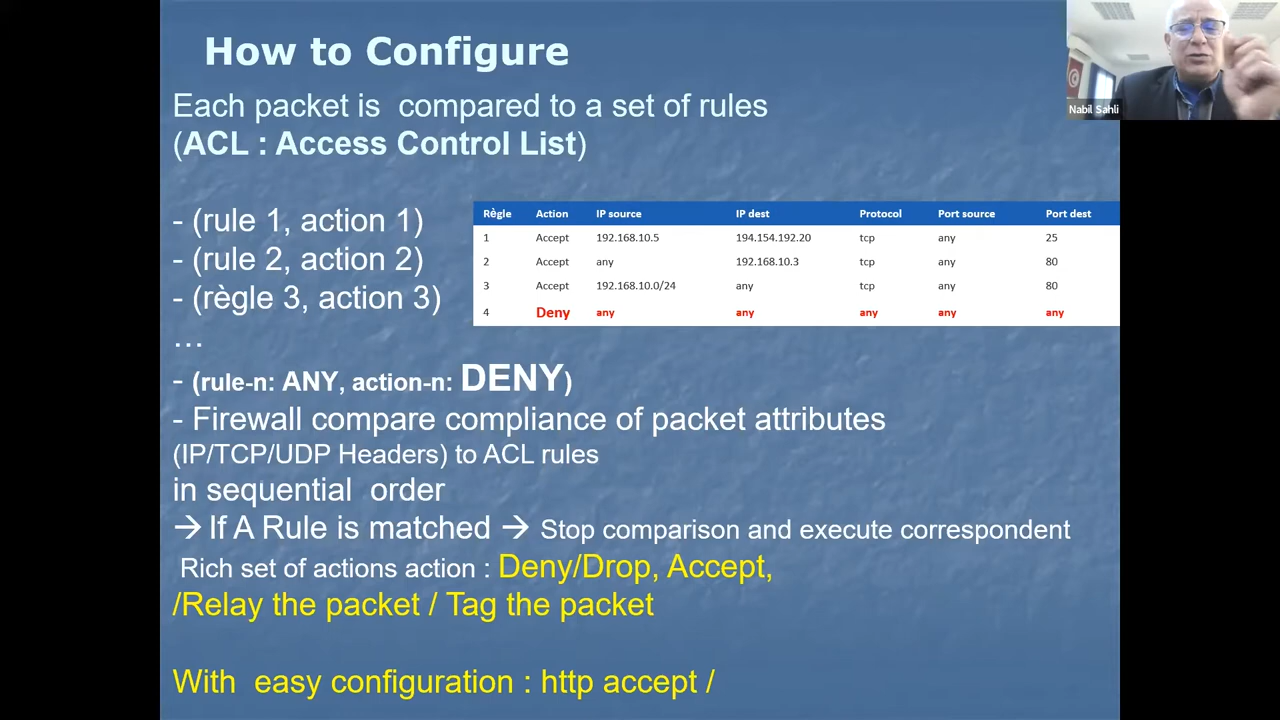 How to Configure
Each packet is compared to a set of rules
(ACL : Access Control List)
- (rule 1, action 1)
- (rule 2, action 2)
- (règle 3, action 3)
…
- (rule-n: ANY, action-n: DENY)
- Firewall compare compliance of packet attributes
(IP/TCP/UDP Headers) to ACL rules
in sequential order
→ If A Rule is matched → Stop comparison and execute correspondent
Rich set of actions action : Deny/Drop, Accept,
/Relay the packet / Tag the packet
With easy configuration : http accept /
Règle Action IP source IP dest Protocol Port source Port dest
1 Accept 192.168.10.5 194.154.192.20 tcp any 25
2 Accept any 192.168.10.3 tcp any 80
3 Accept 192.168.10.0/24 any tcp any 80
4 Deny any any any any any
Nabil Sahli